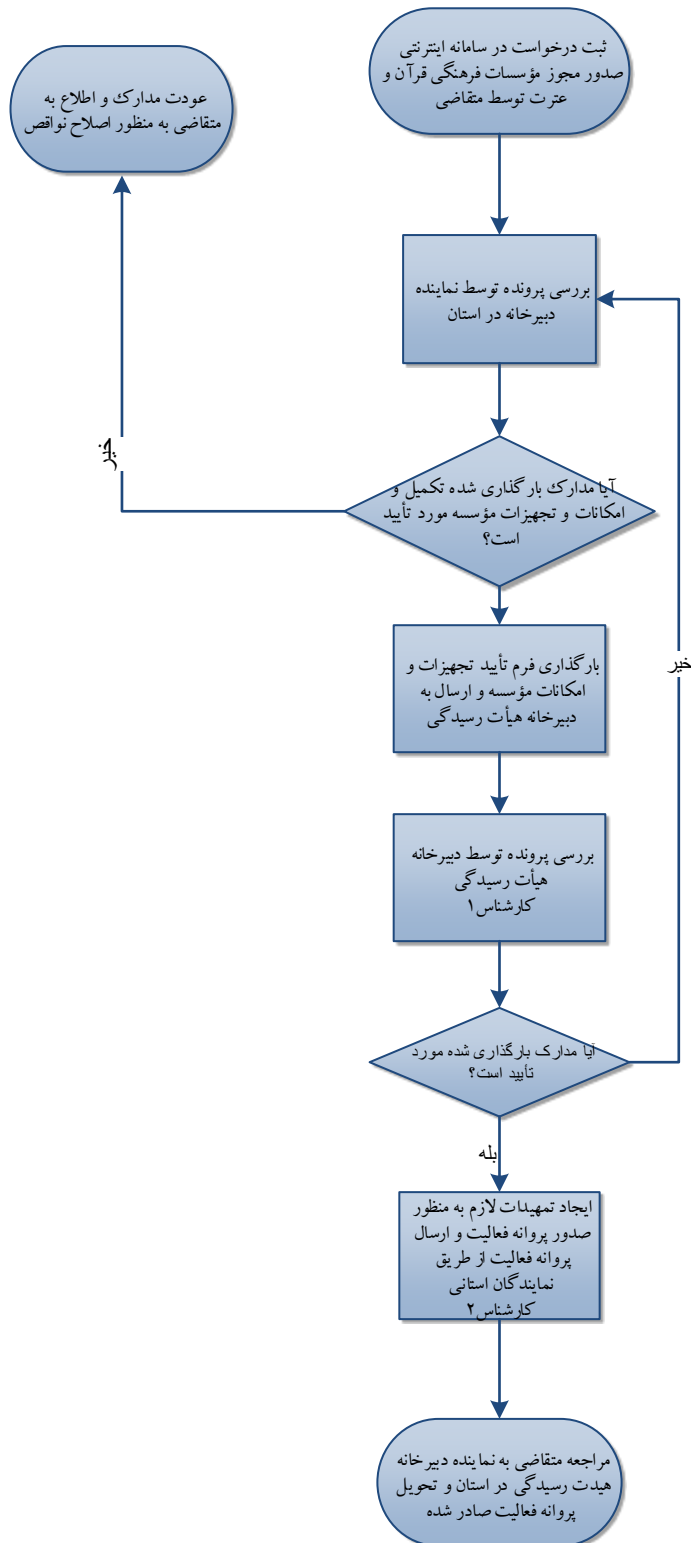 ثبت درخواست در سامانه اینترنتی
صدور مجوز مؤسسات فرهنگی قرآن و
عترت توسط متقاضی
عودت مدارک و اطلاع به
متقاضی به منظور اصلاح نواقص
بررسی پرونده توسط نماینده
دبیرخانه در استان
خیر
آیا مدارک بارگذاری شده تکمیل و
امکانات و تجهیزات مؤسسه مورد تأیید
است؟
بارگذاری فرم تأیید تجهیزات و
امکانات مؤسسه و ارسال به
دبیرخانه هیأت رسیدگی
خیر
بررسی پرونده توسط دبیرخانه
هیأت رسیدگی
کارشناس۱
آیا مدارک بارگذاری شده مورد
تأیید است؟
بله
ایجاد تمهیدات لازم به منظور
صدور پروانه فعالیت و ارسال
پروانه فعالیت از طریق
نمایندگان استانی
کارشناس۲
مراجعه متقاضی به نماینده دبیرخانه
هیدت رسیدگی در استان و تحویل
پروانه فعالیت صادر شده